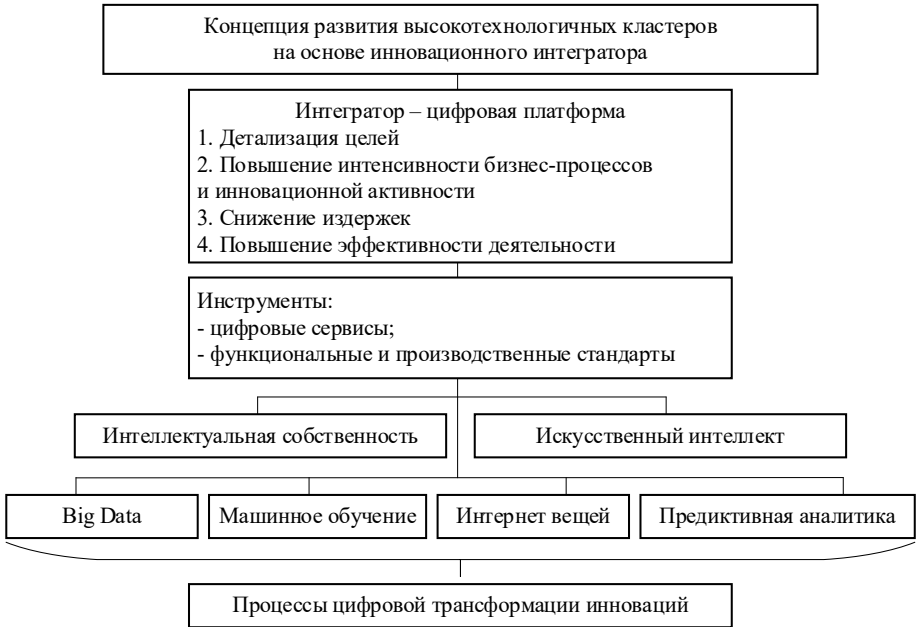 Концепция развития высокотехнологичных кластеров
на основе инновационного интегратора
Интегратор – цифровая платформа
1. Детализация целей
2. Повышение интенсивности бизнес-процессов
и инновационной активности
3. Снижение издержек
4. Повышение эффективности деятельности
Инструменты:
- цифровые сервисы;
- функциональные и производственные стандарты
Интеллектуальная собственность
Искусственный интеллект
Big Data
Машинное обучение
Интернет вещей
Предиктивная аналитика
Процессы цифровой трансформации инноваций